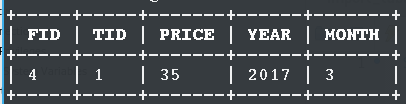 | FID | TID | PRICE | YEAR | MONTH |
| 4 | 1 | 35 | 2017 | 3 |